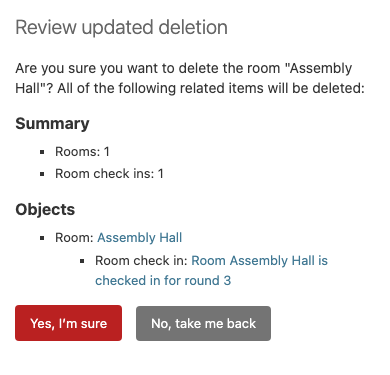 Review updated deletion
Are you sure you want to delete the room "Assembly
Hall"? All of the following related items will be deleted:
Summary
Rooms: 1
Room check ins: 1
Objects
Room: Assembly Hall
Room check in: Room Assembly Hall is
checked in for round 3
Yes, I’m sure
No, take me back